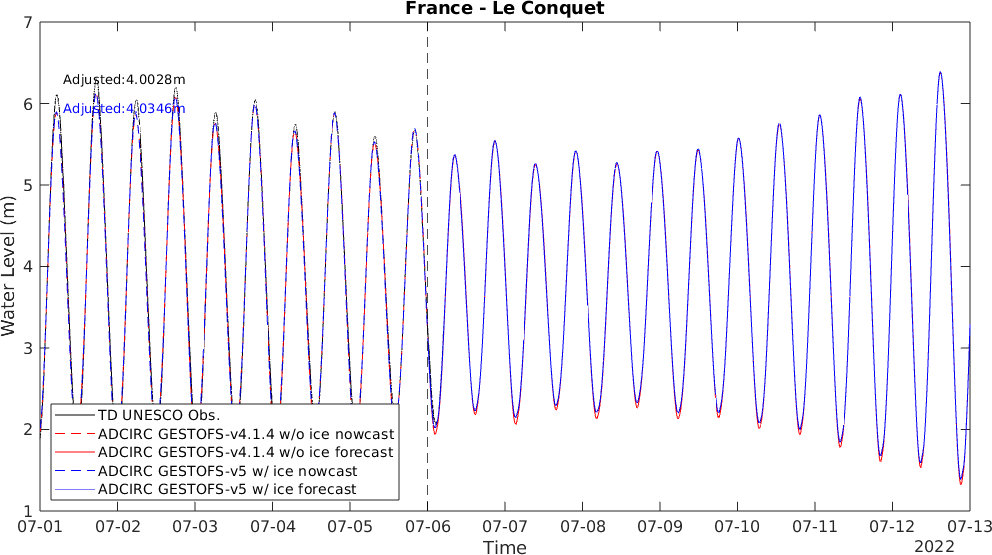 France - Le Conquet
7
6
5
4
3
2
1
Water Level (m)
Adjusted:4.0028m
Adjusted:4.0346m
TD UNESCO Obs.
ADCIRC GESTOFS-v4.1.4 w/o ice nowcast
ADCIRC GESTOFS-v4.1.4 w/o ice forecast
ADCIRC GESTOFS-v5 w/ ice nowcast
ADCIRC GESTOFS-v5 w/ ice forecast
07-01 07-02 07-03 07-04 07-05 07-06 07-07 07-08 07-09 07-10 07-11 07-12 07-13
Time
2022